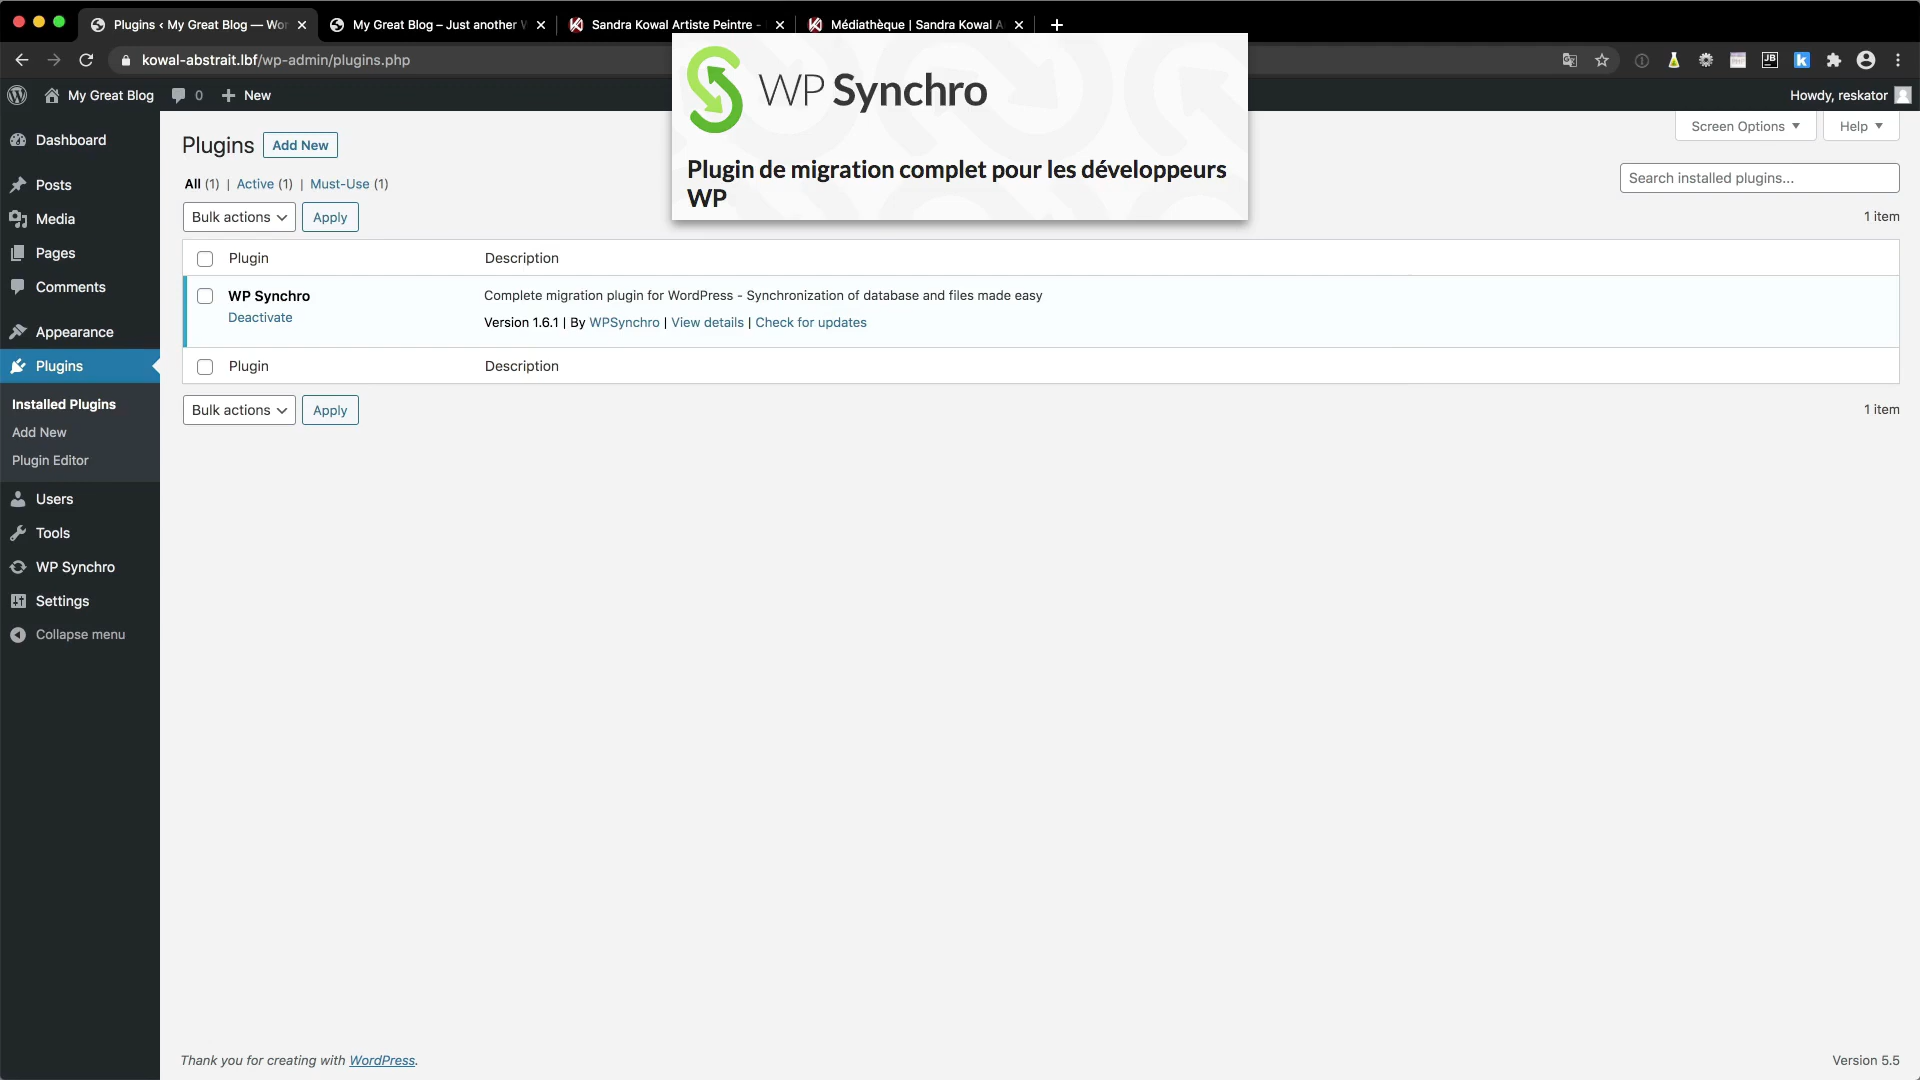 Plugins ‹ My Great Blog — Wor
My Great Blog – Just another W
Sandra Kowal Artiste Peintre -
Médiathèque | Sandra Kowal A
kowal-abstrait.lbf/wp-admin/plugins.php
My Great Blog
0
New
Howdy, reskator
WP Synchro
Plugin de migration complet pour les développeurs
WP
Dashboard
Posts
Media
Pages
Comments
Appearance
Plugins
Installed Plugins
Add New
Plugin Editor
Users
Tools
WP Synchro
Settings
Collapse menu
Plugins
Add New
Screen Options
Help
All (1) | Active (1) | Must-Use (1)
Search installed plugins...
Bulk actions
Apply
1 item
Plugin
Description
WP Synchro
Deactivate
Complete migration plugin for WordPress - Synchronization of database and files made easy
Version 1.6.1 | By WPSynchro | View details | Check for updates
Plugin
Description
Bulk actions
Apply
1 item
Thank you for creating with WordPress.
Version 5.5